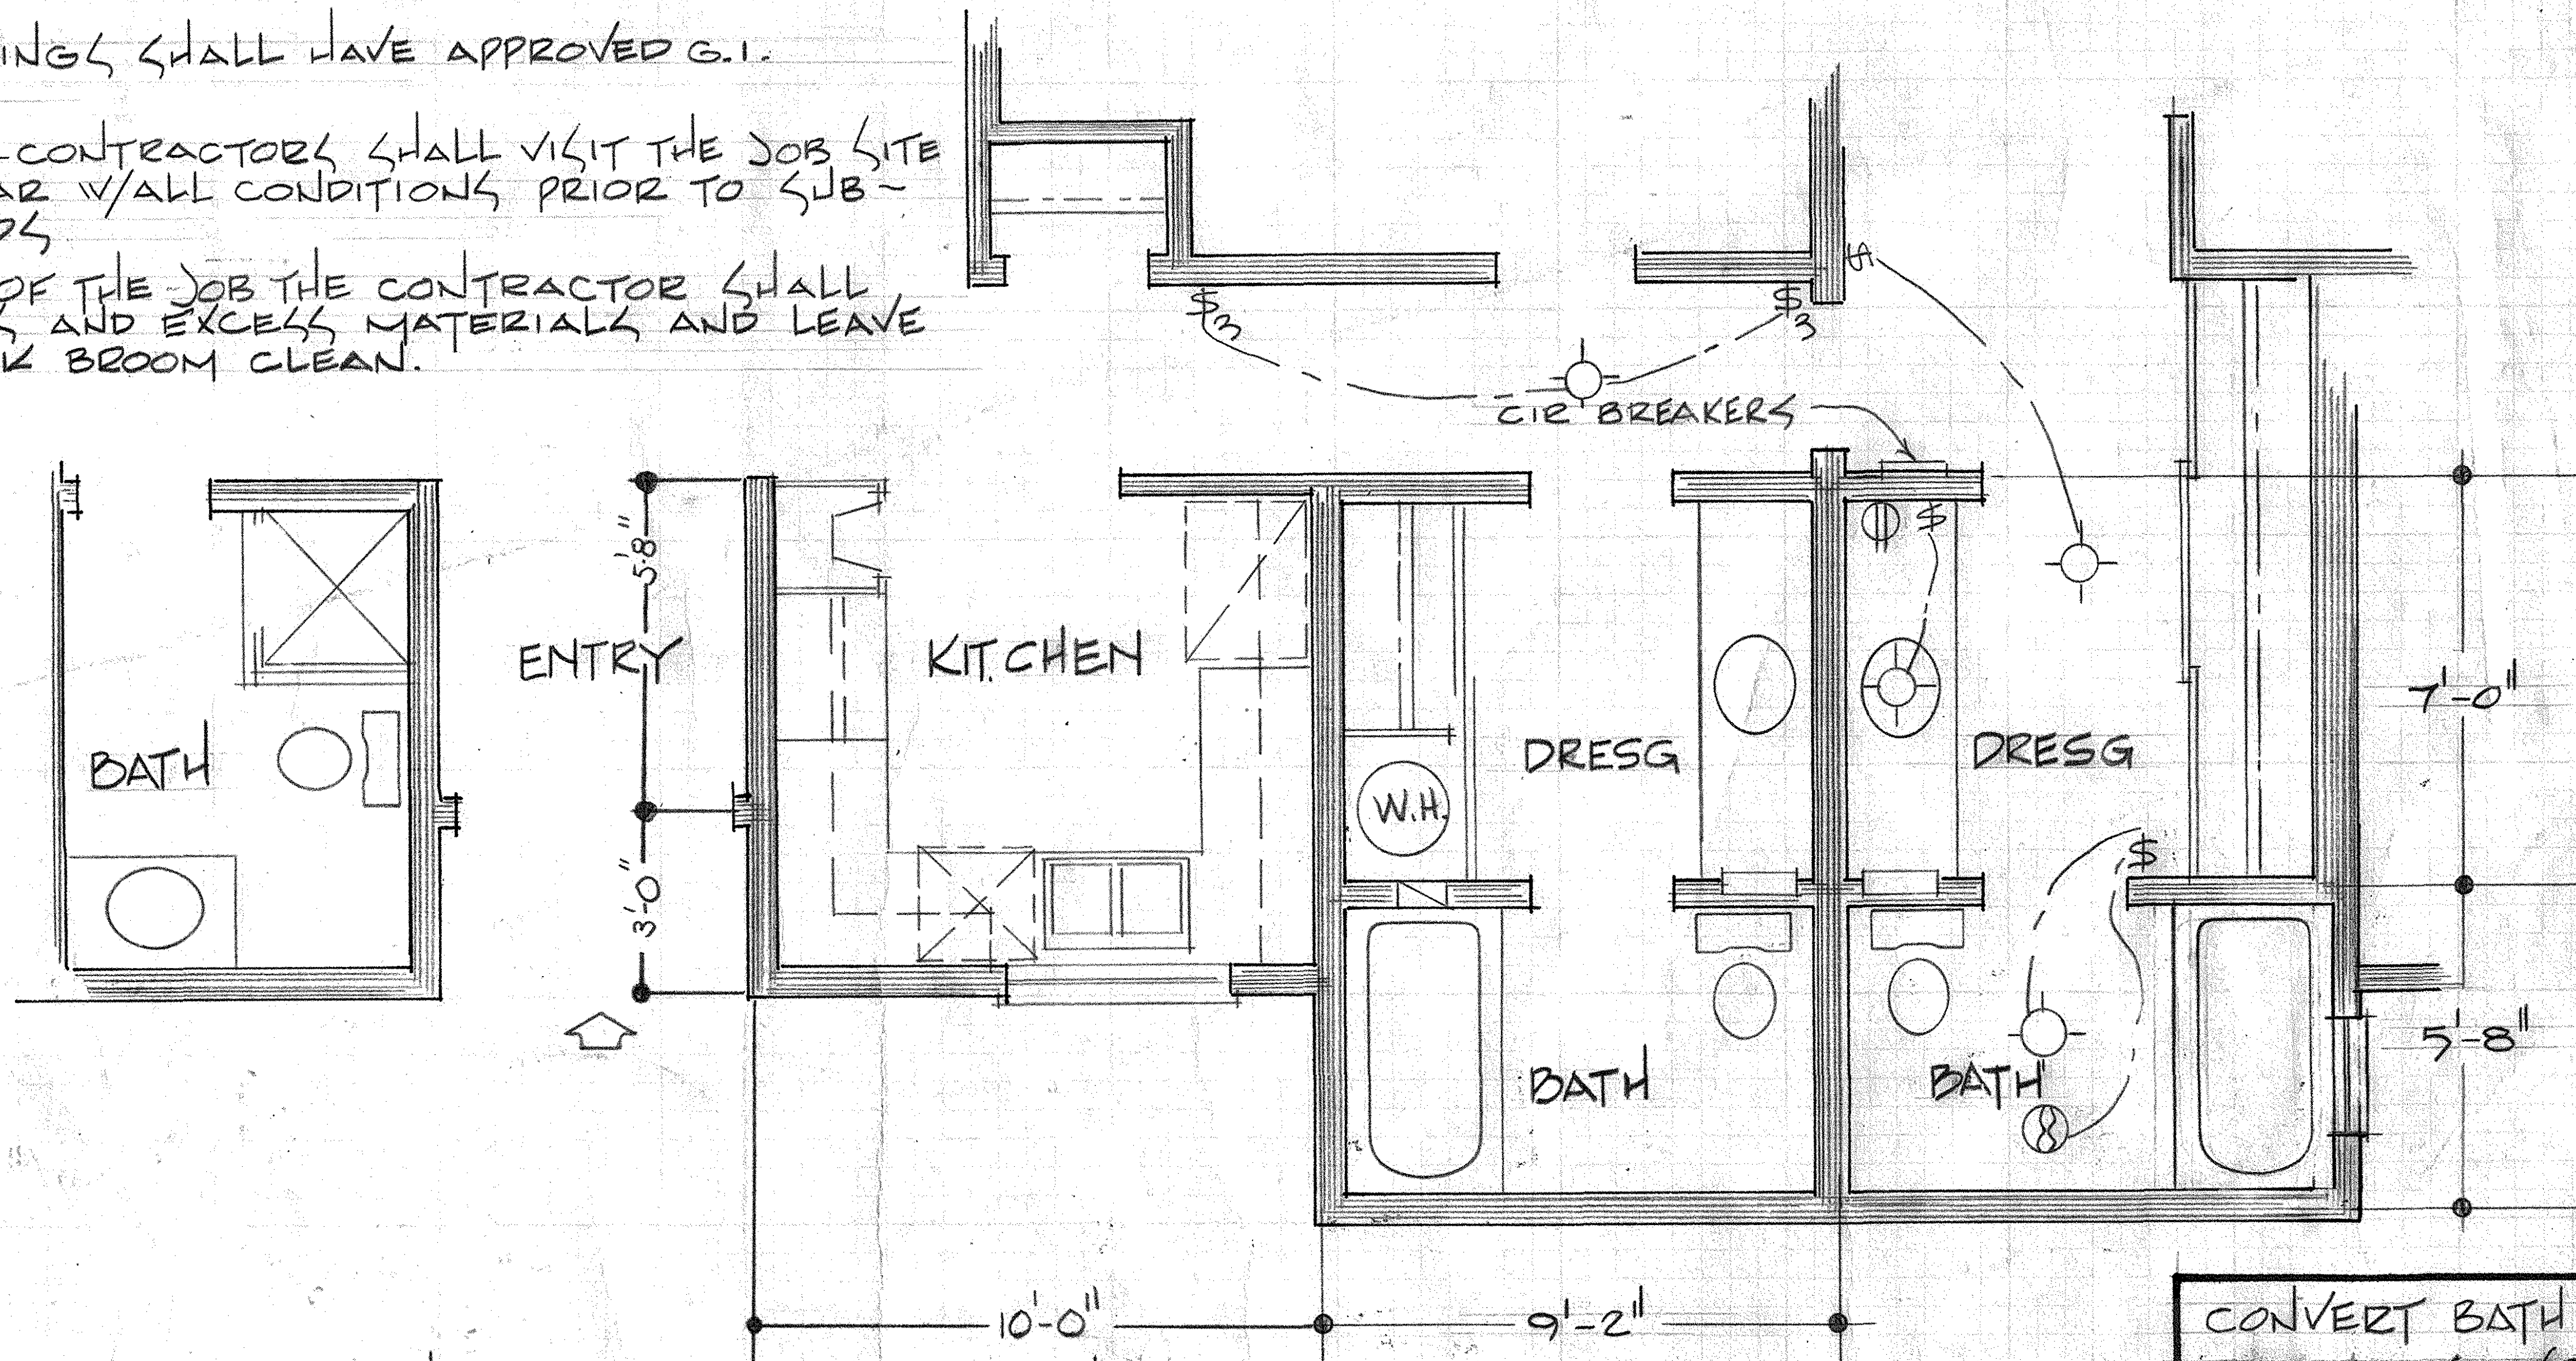 INGS SHALL HAVE APPROVED G.I.
CONTRACTORS SHALL VISIT THE JOB SITE
AR W/ALL CONDITIONS PRIOR TO SUB-
DS
OF THE JOB THE CONTRACTOR SHALL
S AND EXCESS MATERIALS AND LEAVE
K BROOM CLEAN.
$
$3
$3
CIR BREAKERS
5'-8"
$
ENTRY
KITCHEN
7'-0"
BATH
DRESG
DRESG
W.H.
$
3'-0"
5'-8"
BATH
BATH
10'-0"
9'-2"
CONVERT BATH